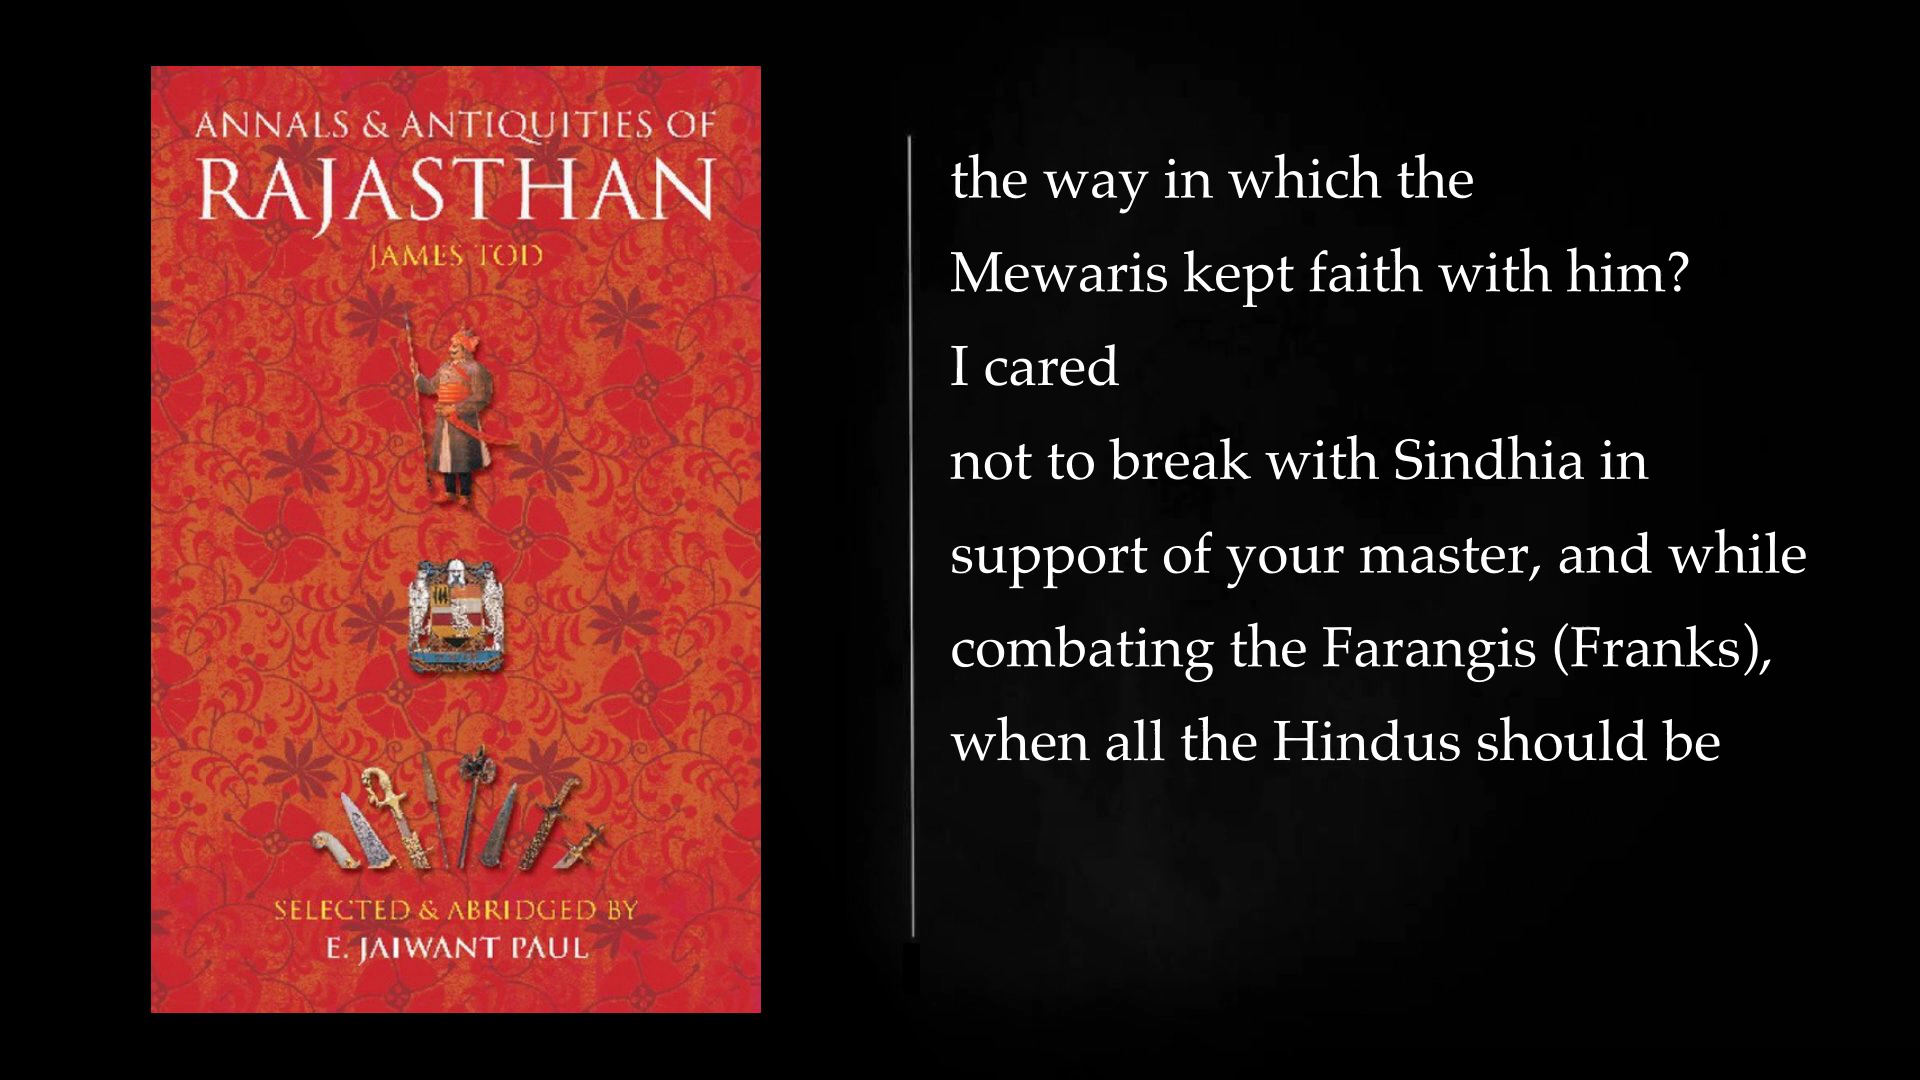 ANNALS & ANTIQUITIES OF
RAJASTHAN
JAMES TOD
SELECTED & ABRIDGED BY
E. JAIWANT PAUL
the way in which the
Mewaris kept faith with him?
I cared
not to break with Sindhia in
support of your master, and while
combating the Farangis (Franks),
when all the Hindus should be